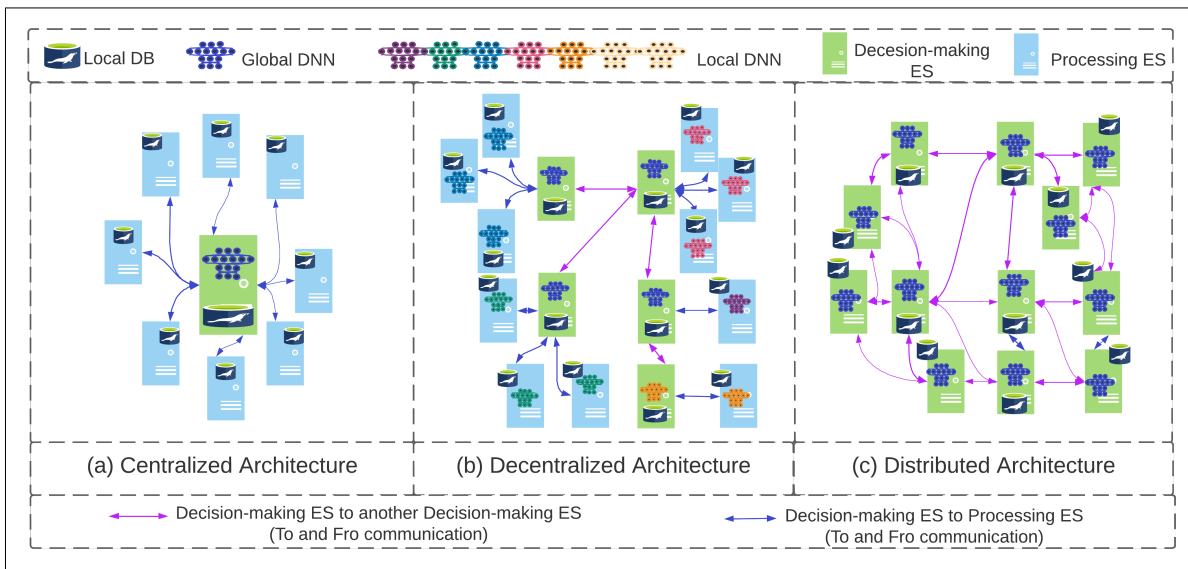 Local DB
Global DNN
Local DNN
Decesion-making
ES
Processing ES
(a) Centralized Architecture
(b) Decentralized Architecture
(c) Distributed Architecture
Decision-making ES to another Decision-making ES
(To and Fro communication)
Decision-making ES to Processing ES
(To and Fro communication)